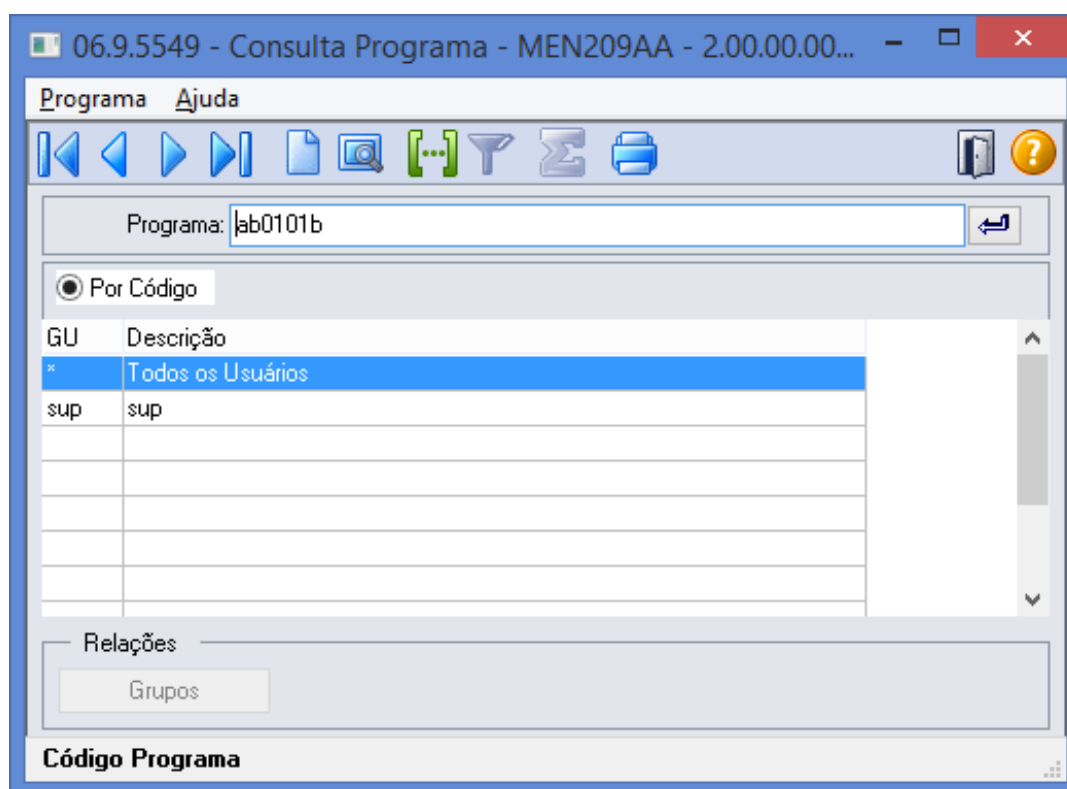 06.9.5549 - Consulta Programa - MEN209AA - 2.00.00.00...
Programa Ajuda
Programa: ab0101b
Por Código
GU Descrição
* Todos os Usuários
sup sup
Relações
Grupos
Código Programa